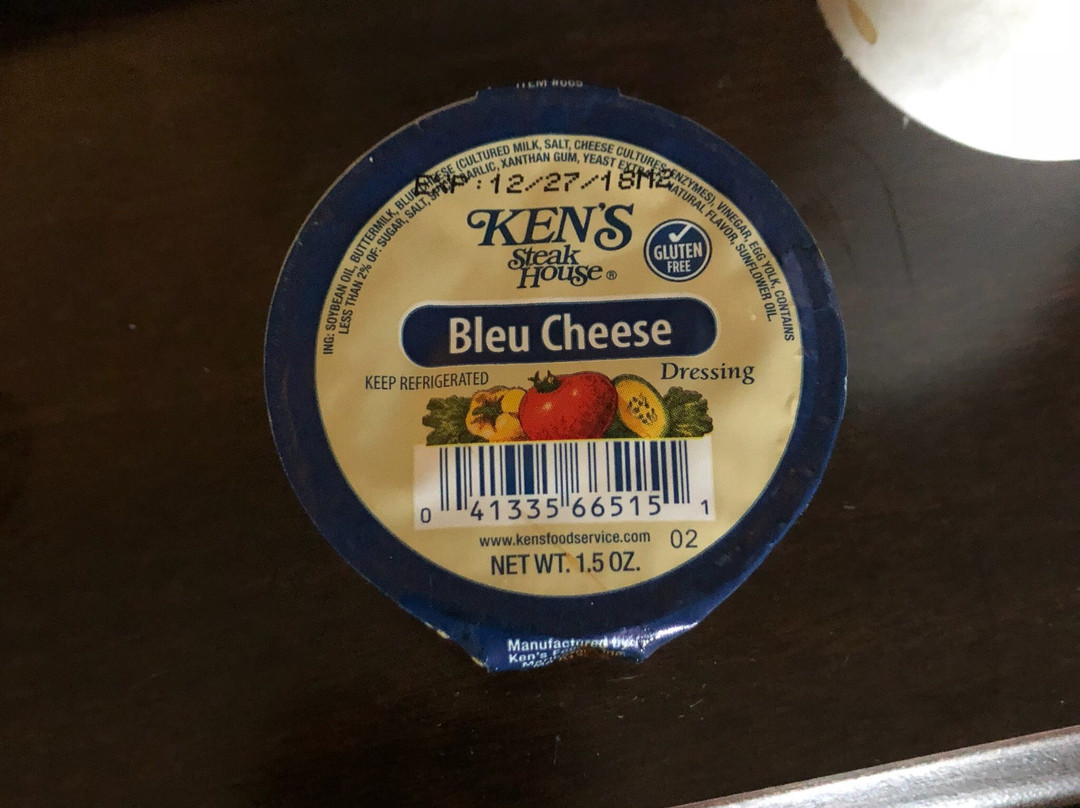 ITEM #665
ING: SOYBEAN OIL, BUTTERMILK, BLUE CHEESE (CULTURED MILK, SALT, CHEESE CULTURES, ENZYMES), VINEGAR, EGG YOLK, CONTAINS
LESS THAN 2% OF: SUGAR, SALT, GARLIC, XANTHAN GUM, YEAST EXTRACT, NATURAL FLAVOR, SUNFLOWER OIL.
EXP:12/27/18M2
KEN'S
Steak
House®
GLUTEN
FREE
Bleu Cheese
Dressing
KEEP REFRIGERATED
0 41335 66515 1
www.kensfoodservice.com 02
NET WT. 1.5 OZ.
Manufactured by
Ken's